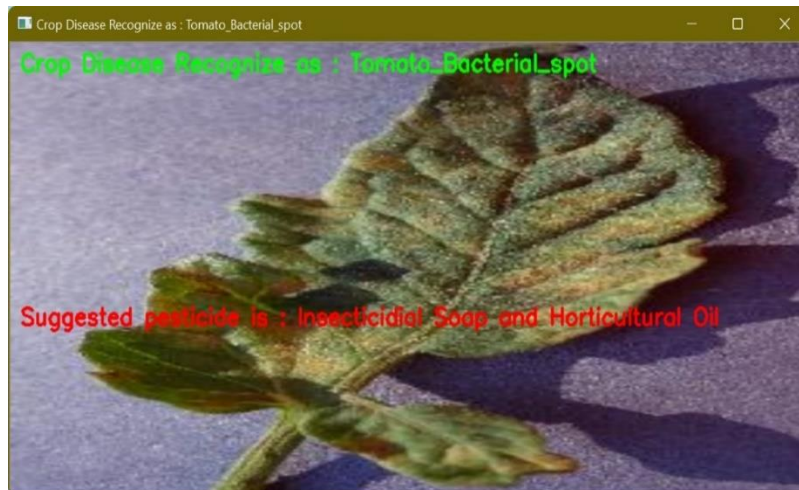 Crop Disease Recognize as : Tomato_Bacterial_spot
Crop Disease Recognize as : Tomato_Bacterial_spot
Suggested pesticide is : Insecticidial Soap and Horticultural Oil